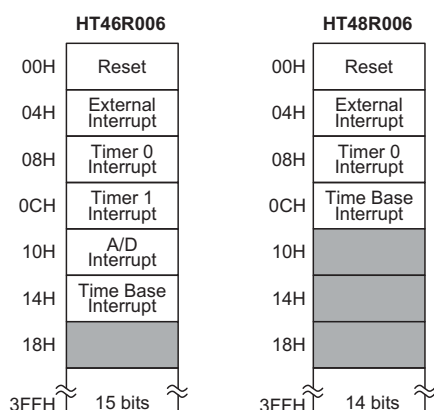 HT46R006
00H Reset
04H External
Interrupt
08H Timer 0
Interrupt
0CH Timer 1
Interrupt
10H A/D
Interrupt
14H Time Base
Interrupt
18H
3FFH 15 bits
HT48R006
00H Reset
04H External
Interrupt
08H Timer 0
Interrupt
0CH Time Base
Interrupt
10H
14H
18H
3FFH 14 bits